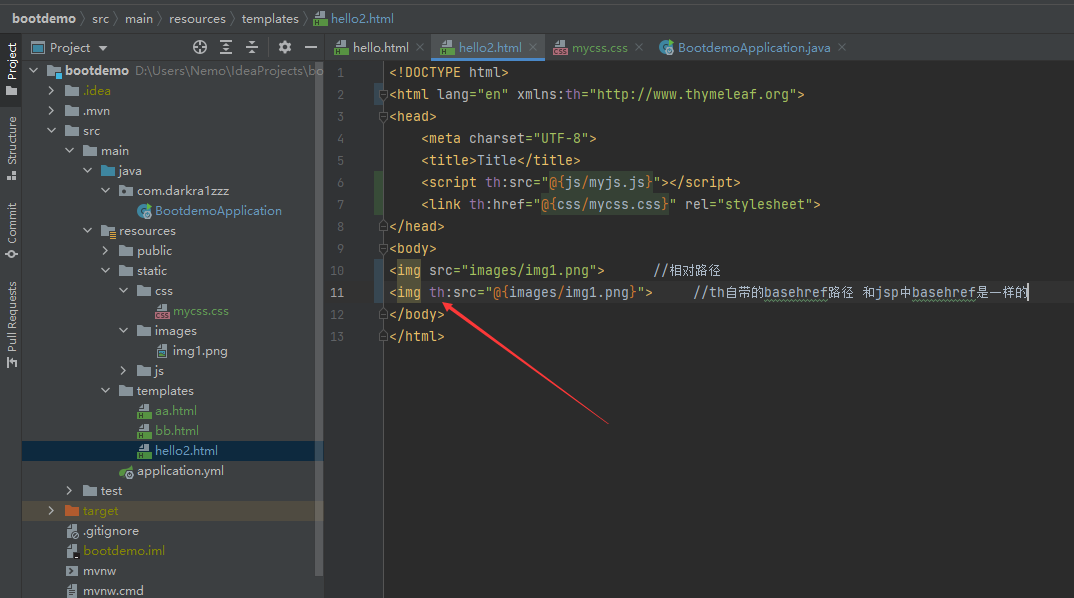 bootdemo > src > main > resources > templates > hello2.html
Project
hello.html
hello2.html
mycss.css
BootdemoApplication.java
Project
Structure
Commit
Pull Requests
bootdemo D:\Users\Nemo\IdeaProjects\bo
.idea
.mvn
src
main
java
com.darkra1zzz
BootdemoApplication
resources
public
static
css
mycss.css
images
img1.png
js
templates
aa.html
bb.html
hello2.html
application.yml
test
target
.gitignore
bootdemo.iml
mvnw
mvnw.cmd
1 <!DOCTYPE html>
2 <html lang="en" xmlns:th="http://www.thymeleaf.org">
3 <head>
4 <meta charset="UTF-8">
5 <title>Title</title>
6 <script th:src="@{js/myjs.js}"></script>
7 <link th:href="@{css/mycss.css}" rel="stylesheet">
8 </head>
9 <body>
10 <img src="images/img1.png"> //相对路径
11 <img th:src="@{images/img1.png}"> //th自带的basehref路径 和jsp中basehref是一样的
12 </body>
13 </html>